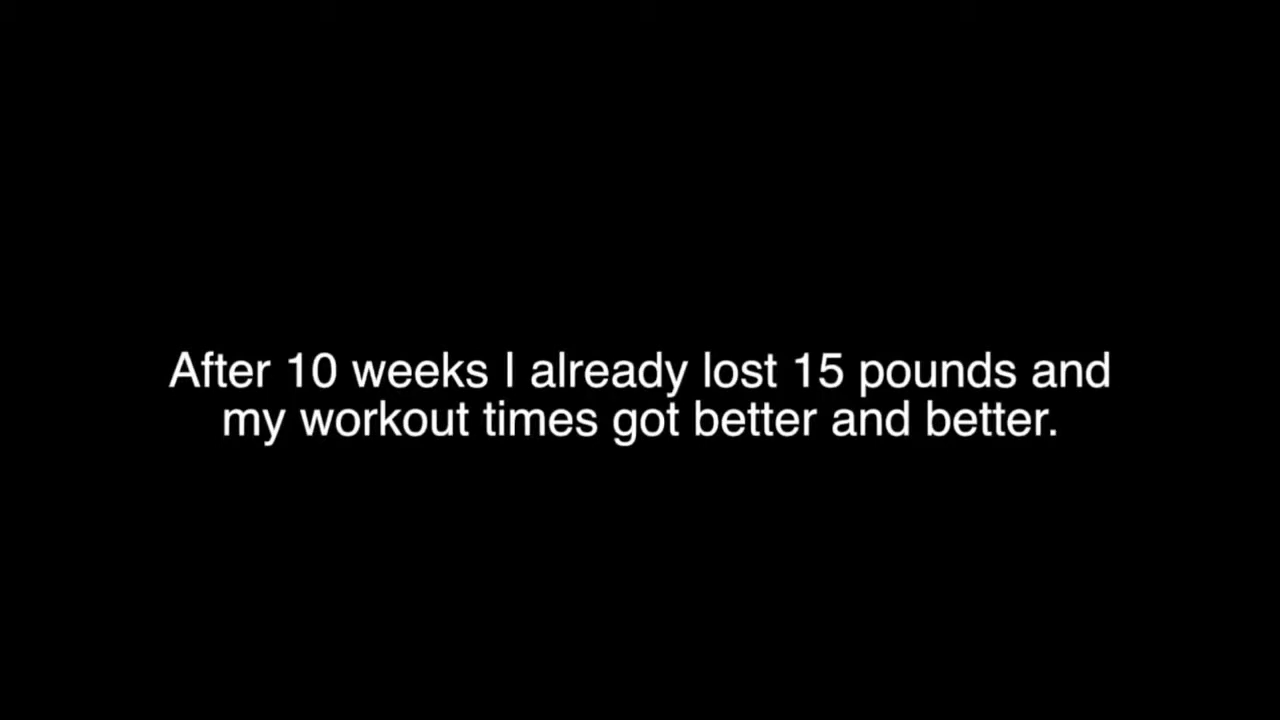 After 10 weeks I already lost 15 pounds and
my workout times got better and better.